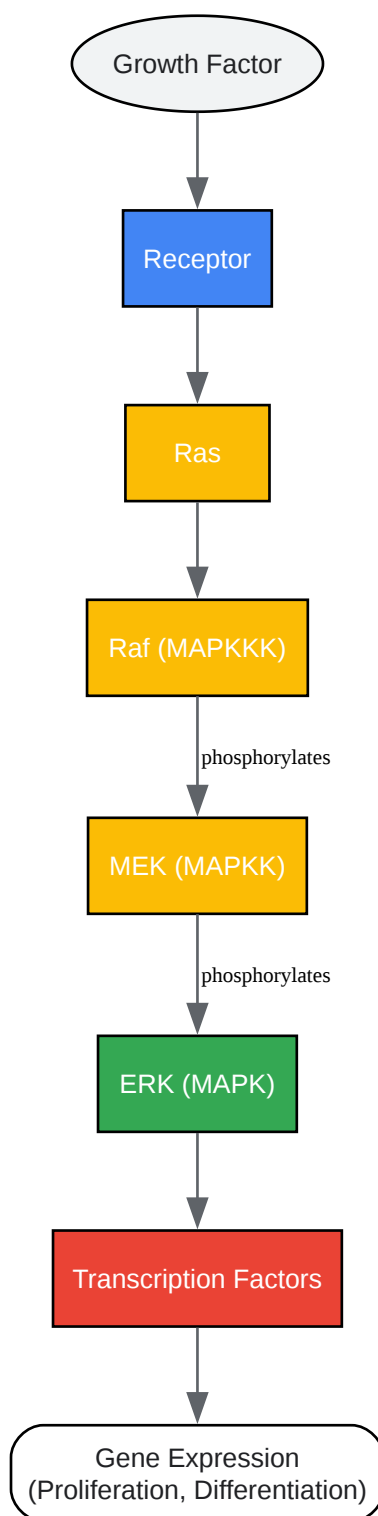 Growth Factor
Receptor
Ras
Raf (MAPKKK)
phosphorylates
MEK (MAPKK)
phosphorylates
ERK (MAPK)
Transcription Factors
Gene Expression
(Proliferation, Differentiation)